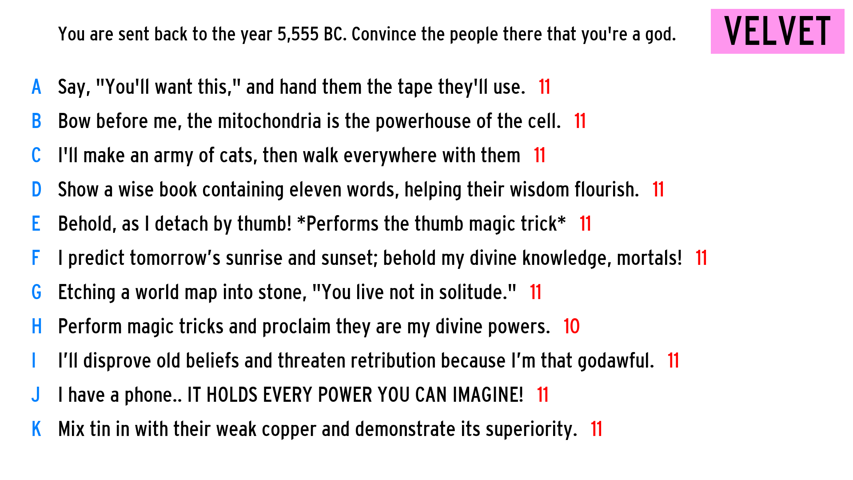 You are sent back to the year 5,555 BC. Convince the people there that you're a god.
VELVET
A Say, "You'll want this," and hand them the tape they'll use. 11
B Bow before me, the mitochondria is the powerhouse of the cell. 11
C I'll make an army of cats, then walk everywhere with them 11
D Show a wise book containing eleven words, helping their wisdom flourish. 11
E Behold, as I detach by thumb! *Performs the thumb magic trick* 11
F I predict tomorrow’s sunrise and sunset; behold my divine knowledge, mortals! 11
G Etching a world map into stone, "You live not in solitude." 11
H Perform magic tricks and proclaim they are my divine powers. 10
I I’ll disprove old beliefs and threaten retribution because I’m that godawful. 11
J I have a phone.. IT HOLDS EVERY POWER YOU CAN IMAGINE! 11
K Mix tin in with their weak copper and demonstrate its superiority. 11